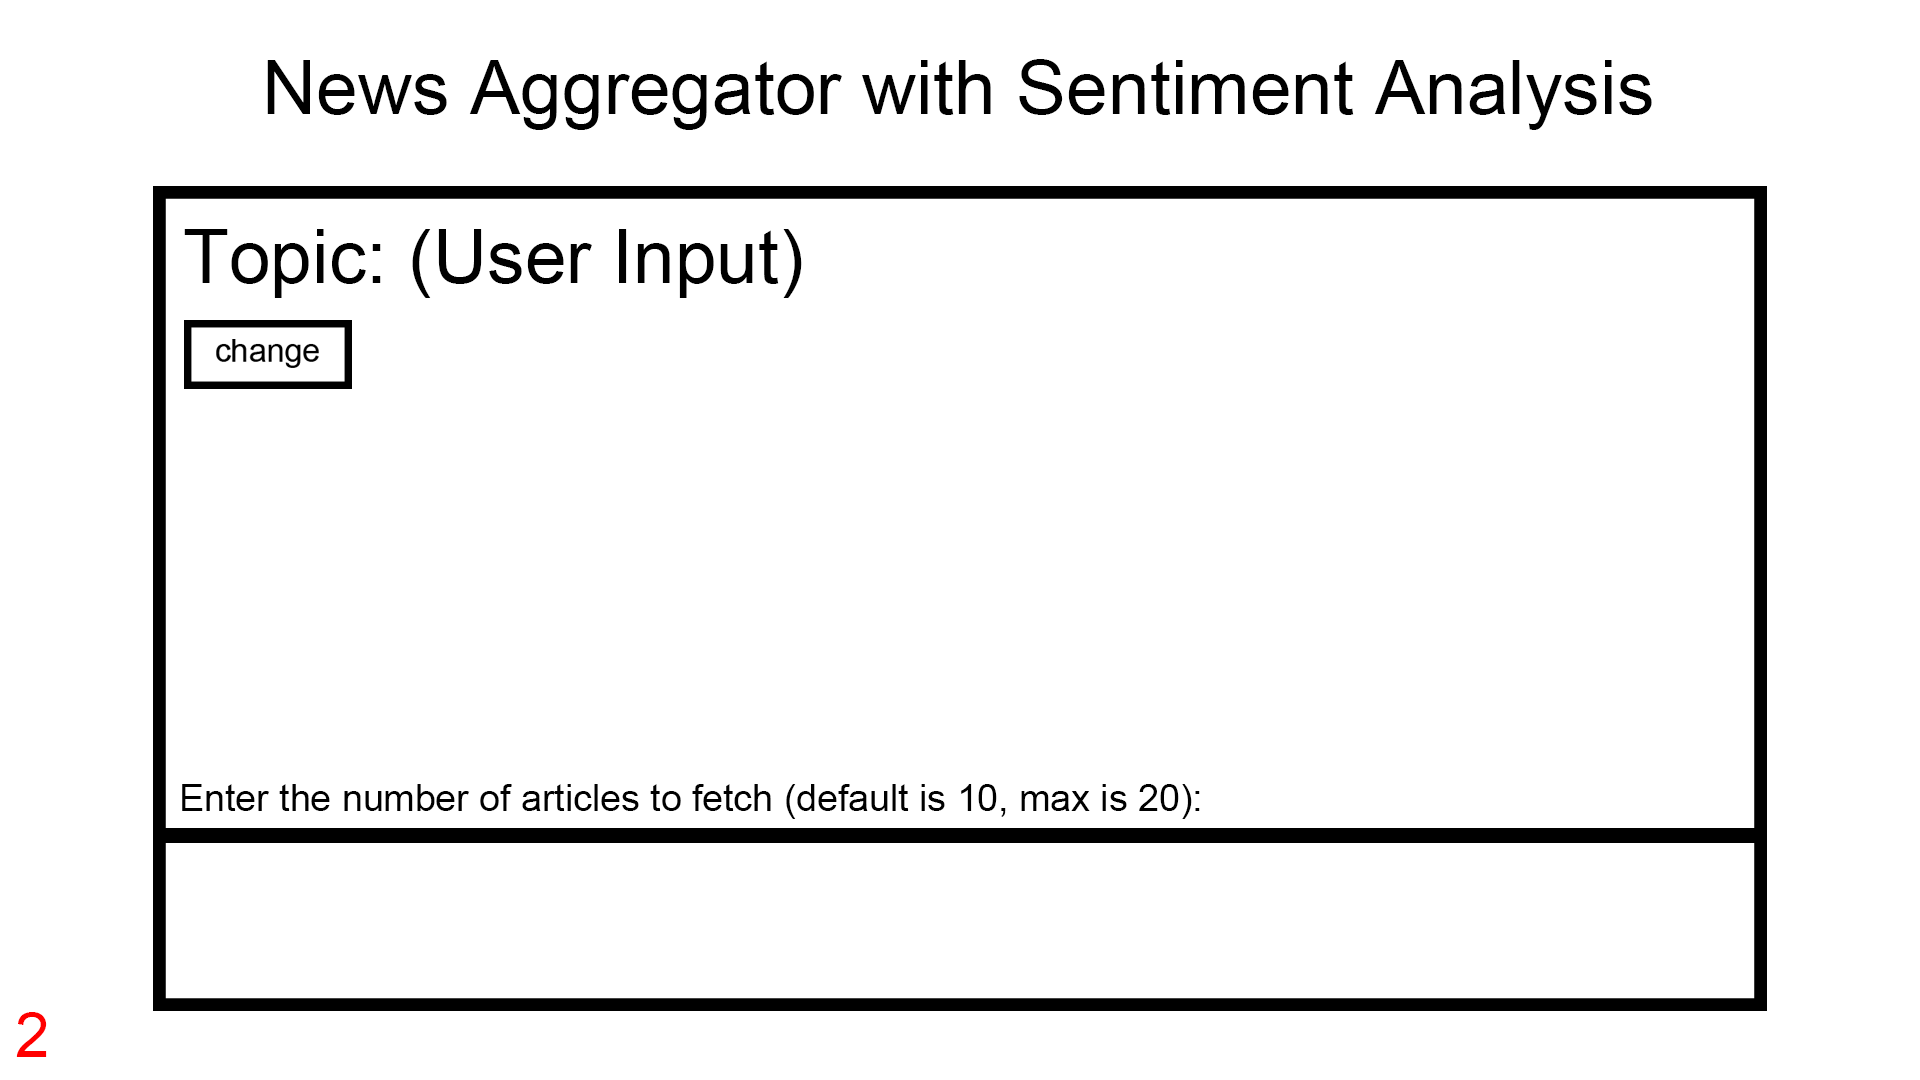 News Aggregator with Sentiment Analysis
Topic: (User Input)
change
Enter the number of articles to fetch (default is 10, max is 20):
2